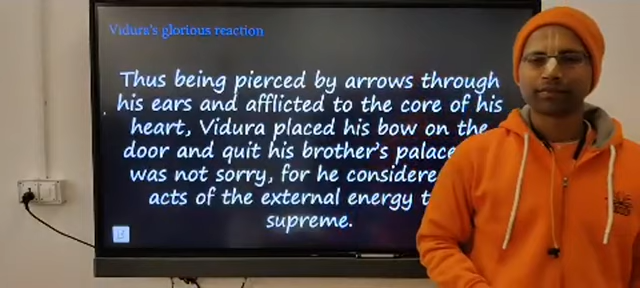 Vidura's glorious reaction
Thus being pierced by arrows through
his ears and afflicted to the core of his
heart, Vidura placed his bow on the
door and quit his brother's palace
was not sorry, for he considere
acts of the external energy t
supreme.